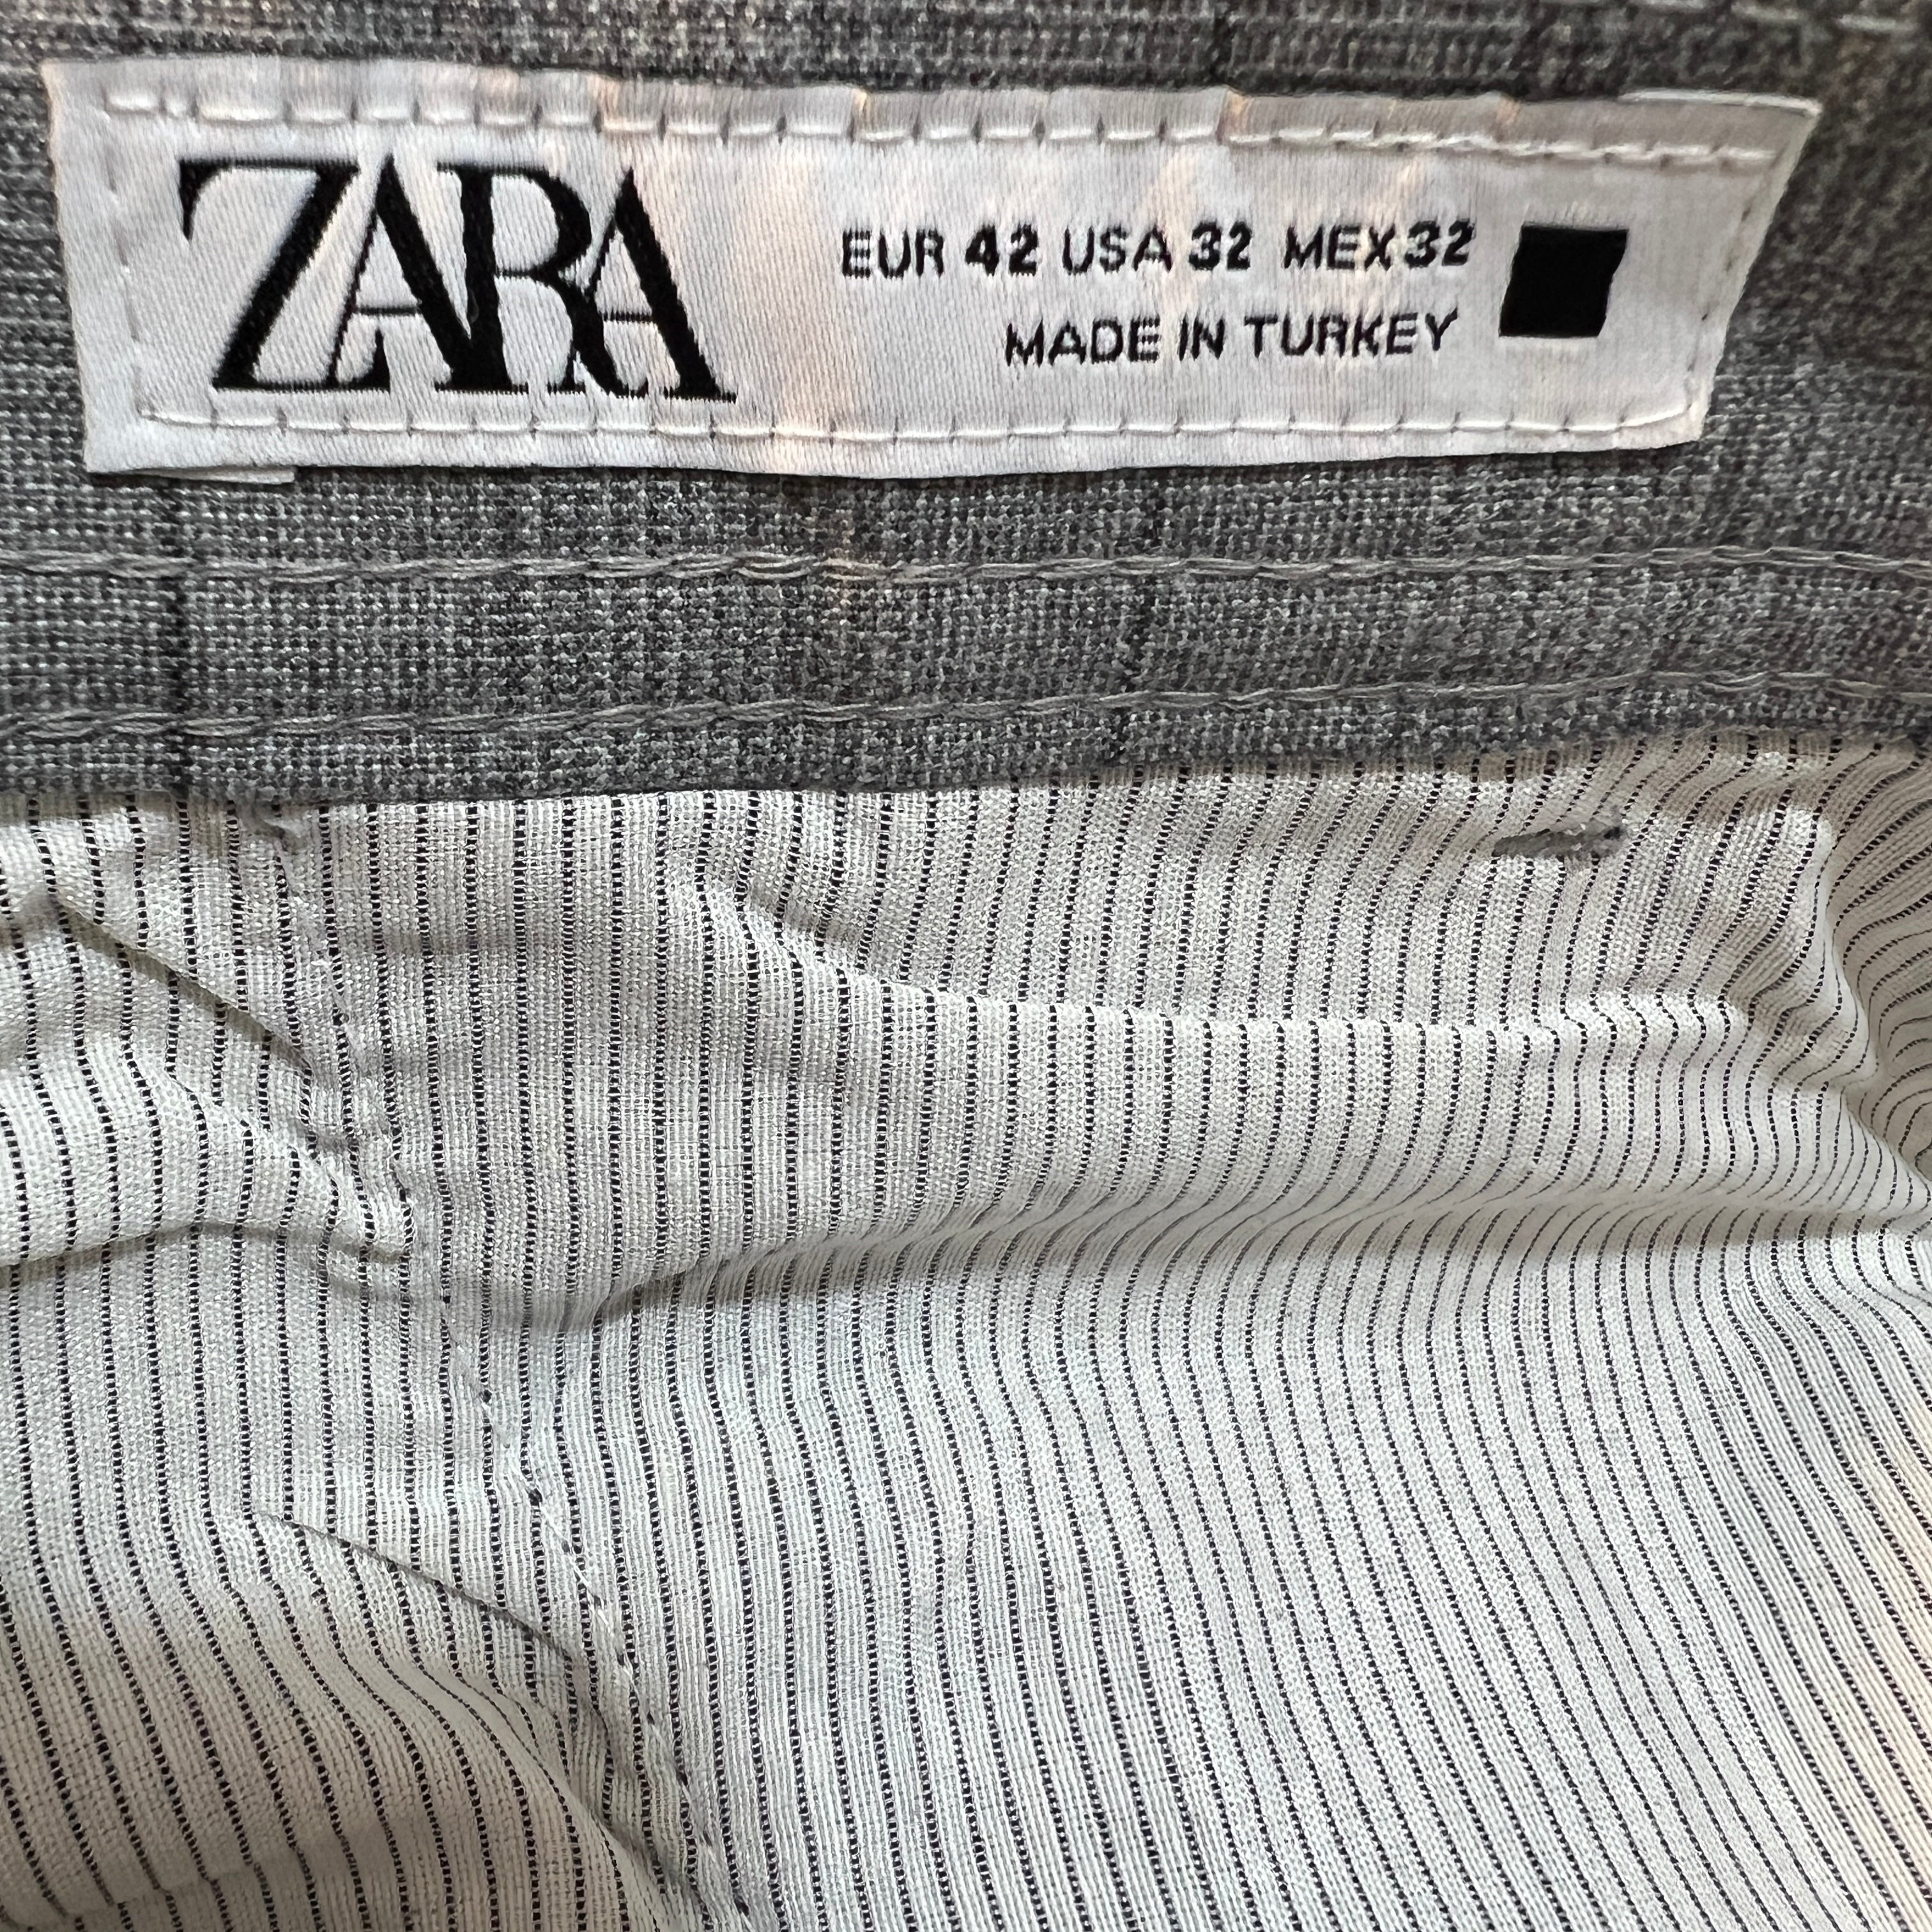 ZARA
EUR 42 USA 32 MEX 32
MADE IN TURKEY